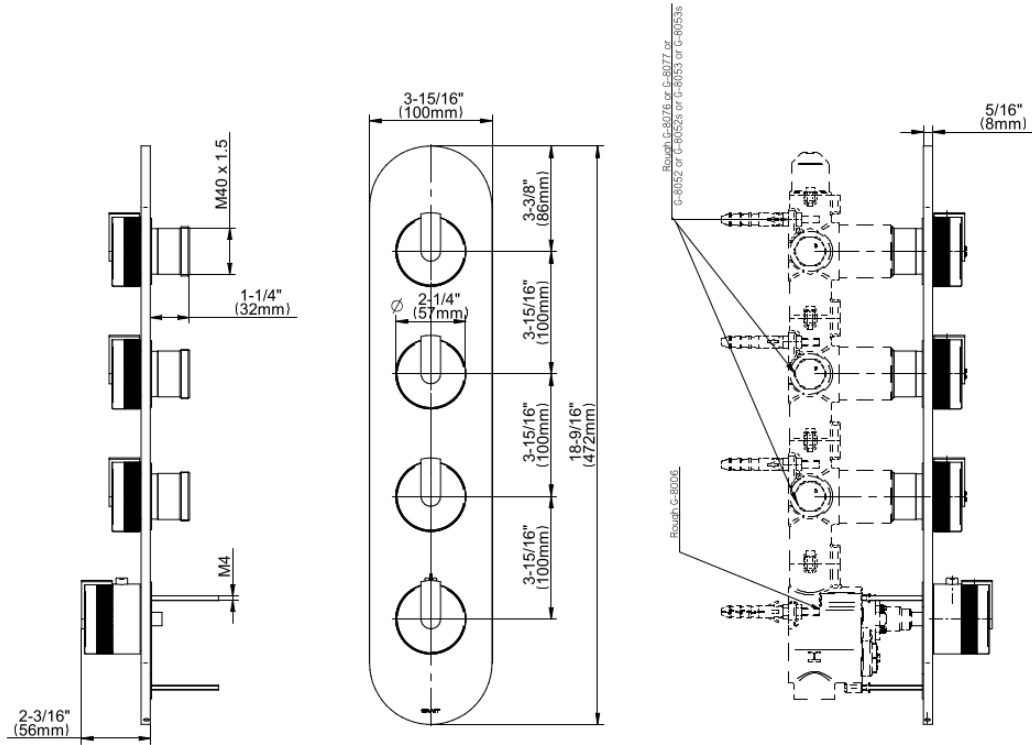 M40 x 1.5
1-1/4"
(32mm)
M4
2-3/16"
(56mm)
3-15/16"
(100mm)
3-3/8"
(86mm)
Ø 2-1/4"
(57mm)
3-15/16"
(100mm)
3-15/16"
(100mm)
3-15/16"
(100mm)
18-9/16"
(472mm)
Rough G-8076 or G-8077 or
G-8052 or G-8052s or G-8053 or G-8053s
Rough G-8006
5/16"
(8mm)